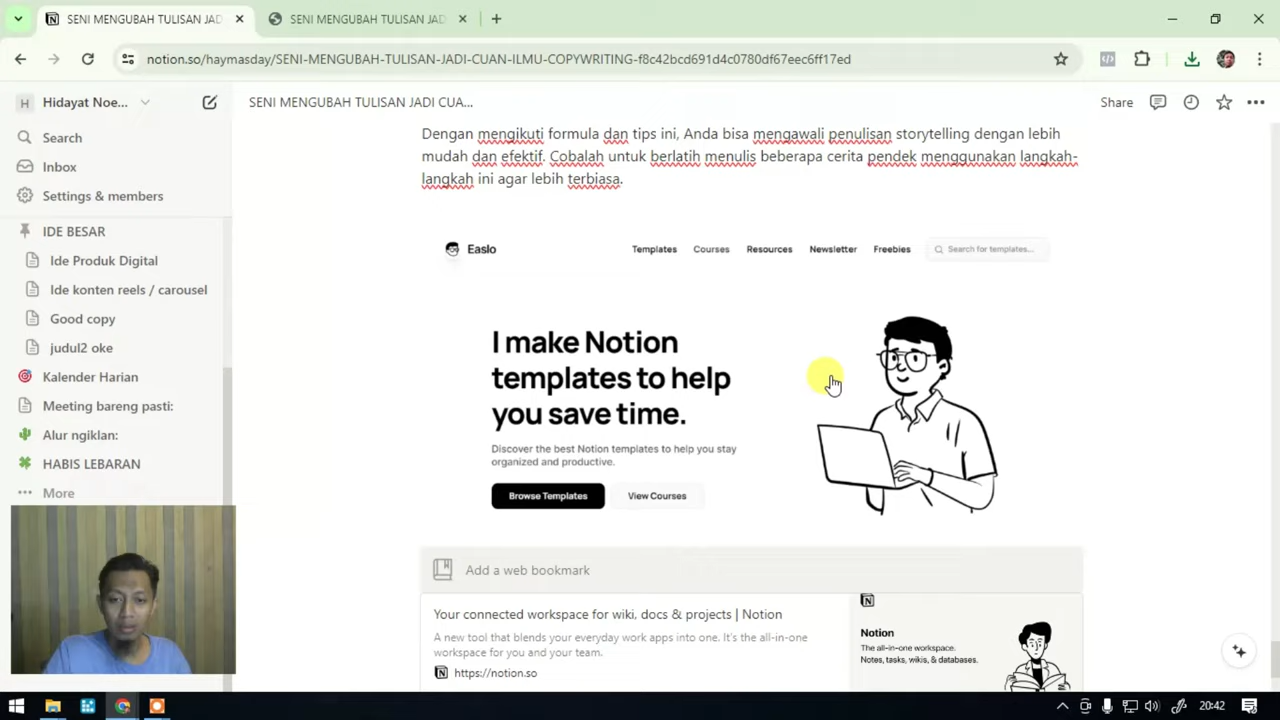 SENI MENGUBAH TULISAN JADI
SENI MENGUBAH TULISAN JAD
notion.so/haymasday/SENI-MENGUBAH-TULISAN-JADI-CUAN-ILMU-COPYWRITING-f8c42bcd691d4c0780df67eec6ff17ed
H Hidayat Noe...
SENI MENGUBAH TULISAN JADI CUA...
Share
Search
Inbox
Settings & members
IDE BESAR
Ide Produk Digital
Ide konten reels / carousel
Good copy
judul2 oke
Kalender Harian
Meeting bareng pasti:
Alur ngiklan:
HABIS LEBARAN
More
Dengan mengikuti formula dan tips ini, Anda bisa mengawali penulisan storytelling dengan lebih
mudah dan efektif. Cobalah untuk berlatih menulis beberapa cerita pendek menggunakan langkah-
langkah ini agar lebih terbiasa.
Easlo
Templates Courses Resources Newsletter Freebies Search for templates...
I make Notion
templates to help
you save time.
Discover the best Notion templates to help you stay
organized and productive.
Browse Templates View Courses
Add a web bookmark
Your connected workspace for wiki, docs & projects | Notion
A new tool that blends your everyday work apps into one. It's the all-in-one
workspace for you and your team.
https://notion.so
Notion
The all-in-one workspace.
Notes, tasks, wikis, & databases.
20:42